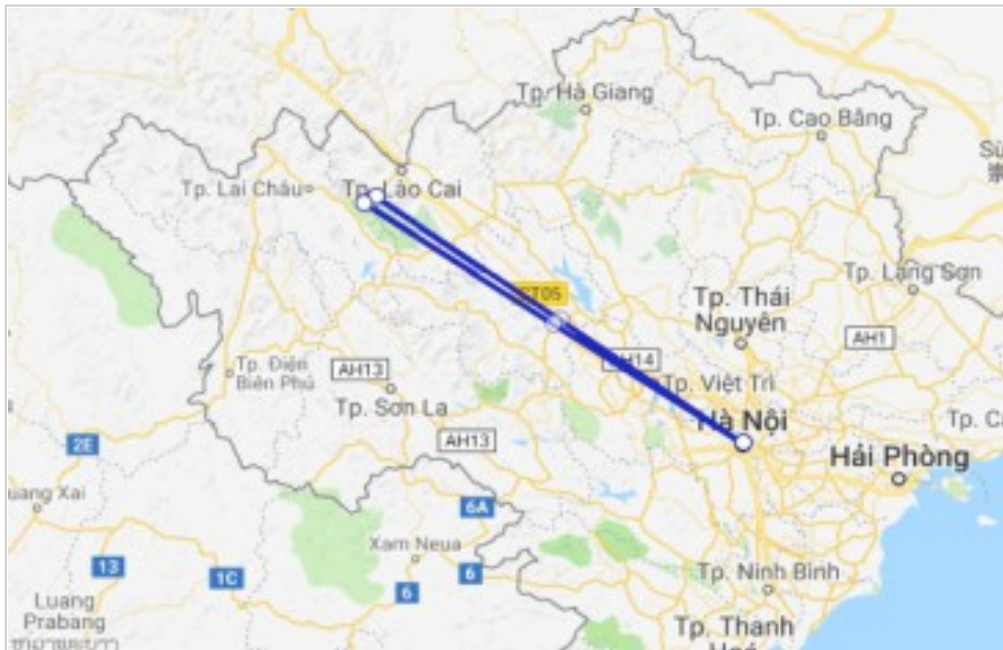 Tp. Hà Giang
Tp. Cao Bằng
Tp. Lai Châu
Tp. Lào Cai
Tp. Lạng Sơn
Tp. Thái
Nguyên
AH1
AH14
Tp. Điện
Biên Phủ
AH13
Tp. Sơn La
Tp. Việt Trì
Hà Nội
AH13
2E
Hải Phòng
6A
Xam Neua
13
1C
6
6
Tp. Ninh Bình
Luang
Prabang
Tp. Thanh